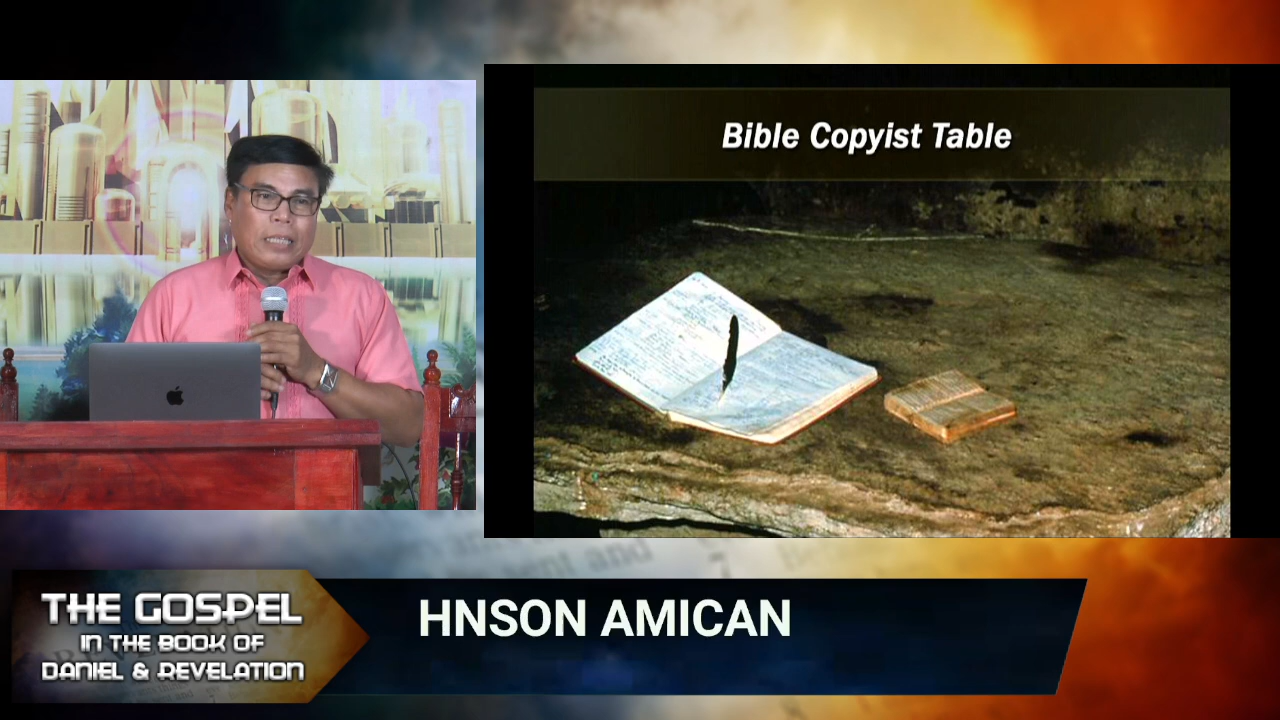 Bible Copyist Table
THE GOSPEL
IN THE BOOK OF
DANIEL & REVELATION
HNSON AMICAN